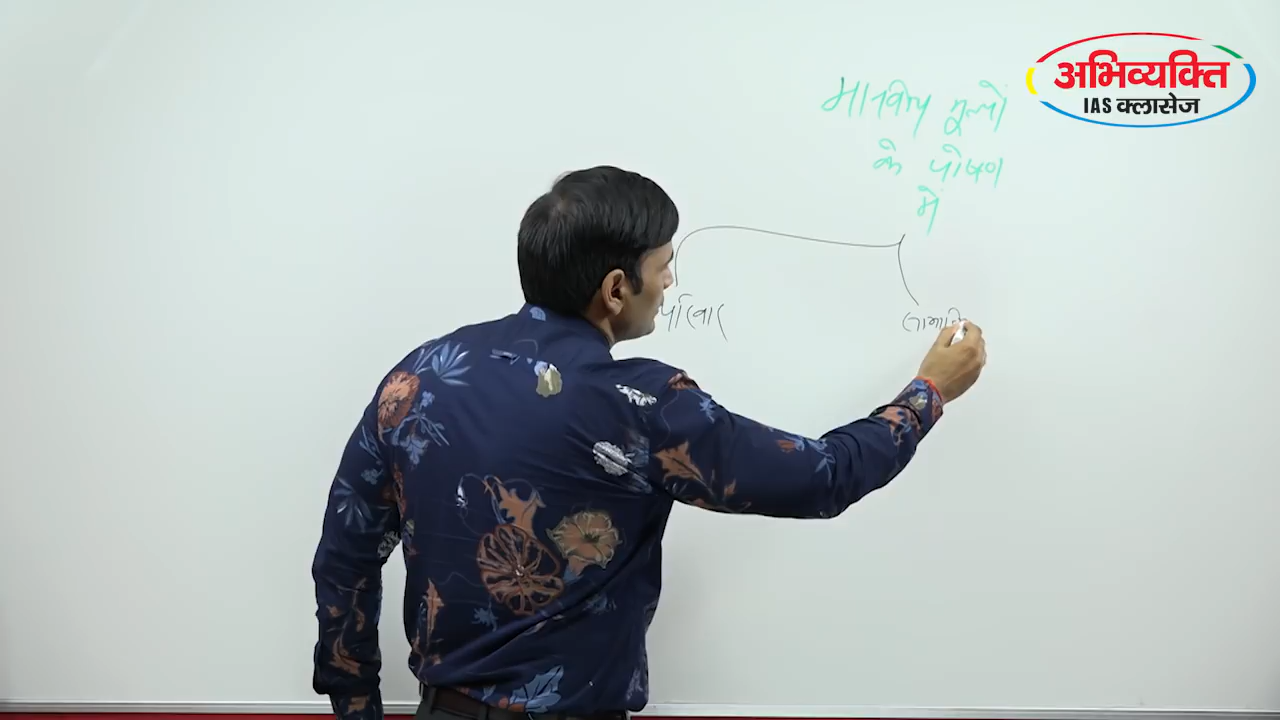 अभिव्यक्ति
IAS क्लासेज
मानवीय मूल्यों
के पोषण
में
परिवार
सामाजि